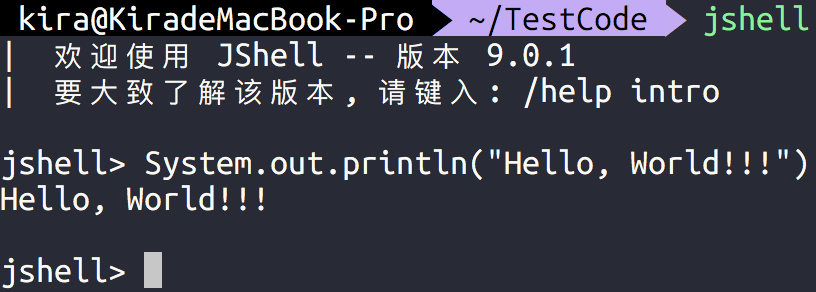 kira@KiradeMacBook-Pro ~/TestCode jshell
| 欢迎使用 JShell -- 版本 9.0.1
| 要大致了解该版本, 请键入: /help intro
jshell> System.out.println("Hello, World!!!")
Hello, World!!!
jshell>